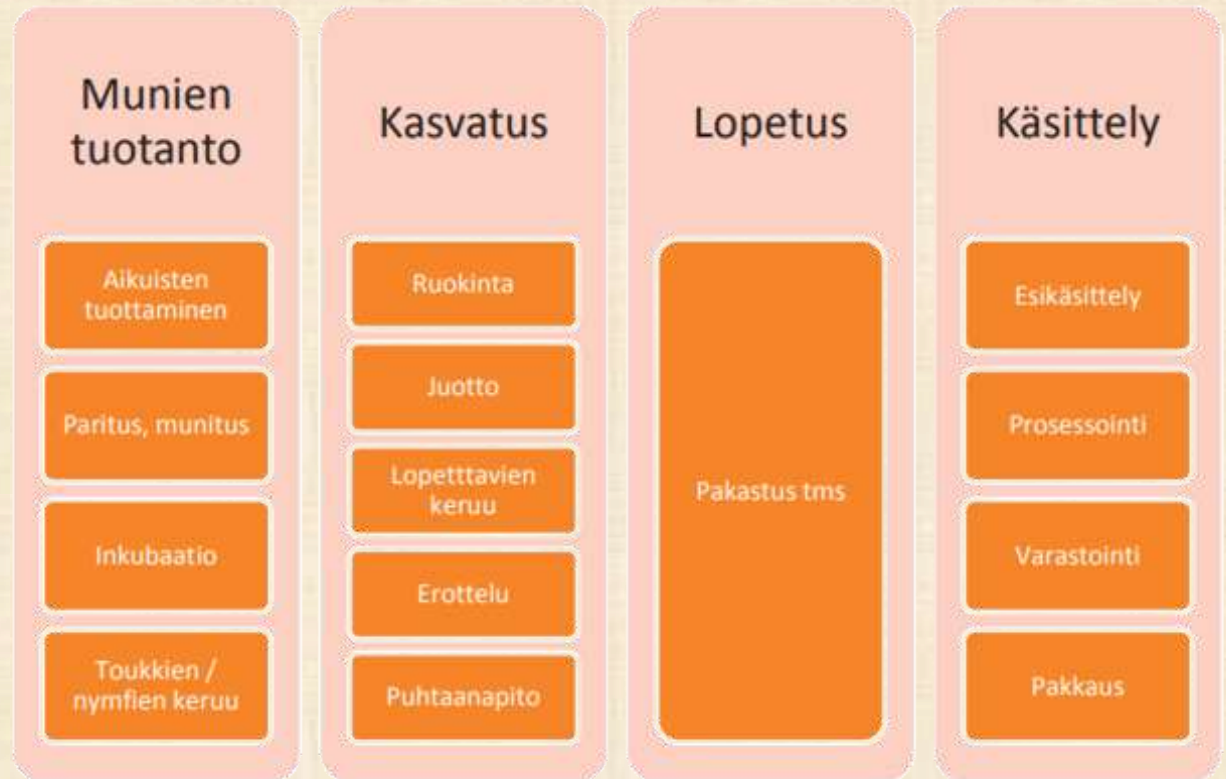 Munien
tuotanto
Aikuisten
tuottaminen
Paritus, munitus
Inkubaatio
Toukkien /
nymfien keruu
Kasvatus
Ruokinta
Juotto
Lopetttavien
keruu
Erottelu
Puhtaanapito
Lopetus
Pakastus tms
Käsittely
Esikäsittely
Prosessointi
Varastointi
Pakkaus